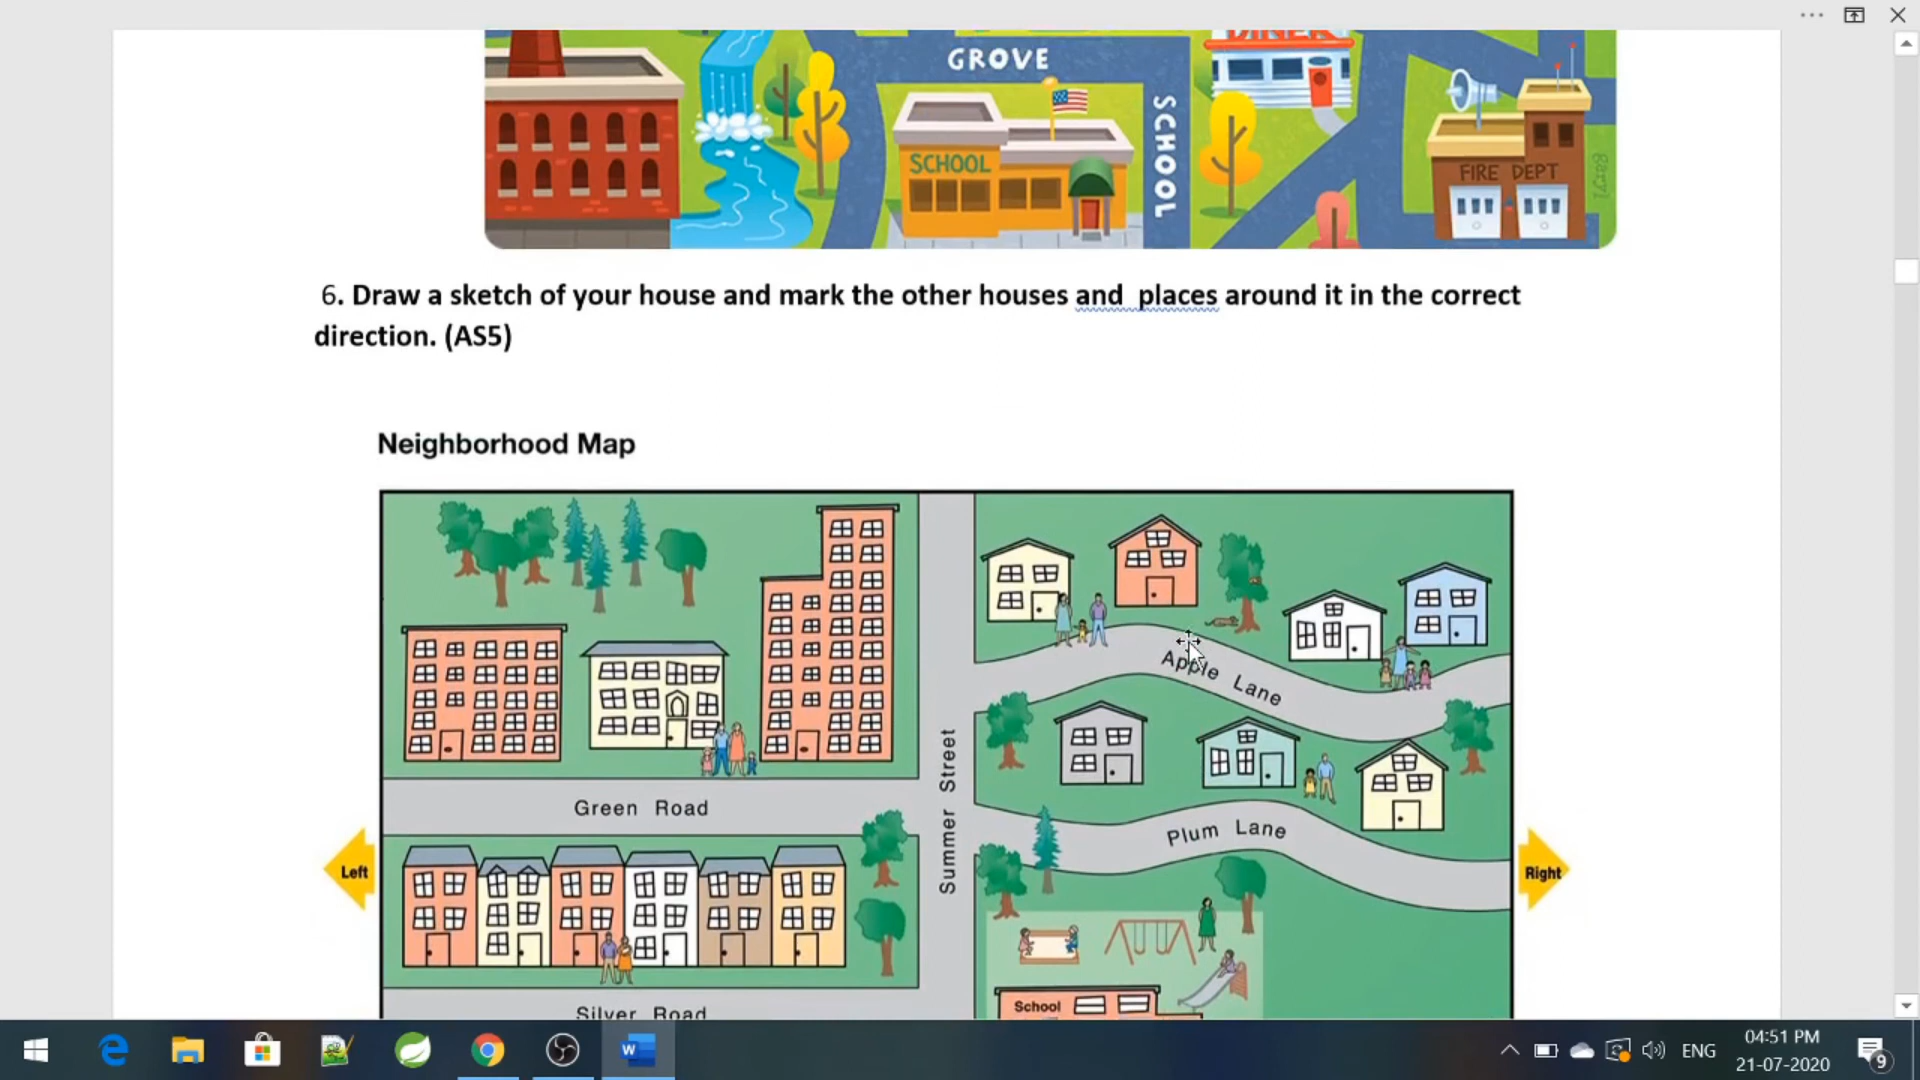 DINER
GROVE
SCHOOL
SCHOOL
FIRE DEPT
6. Draw a sketch of your house and mark the other houses and  places around it in the correct
direction. (AS5)
Neighborhood Map
Apple Lane
Summer Street
Green Road
Plum Lane
Left
Right
Silver Road
School
W
ENG
04:51 PM
21-07-2020
9